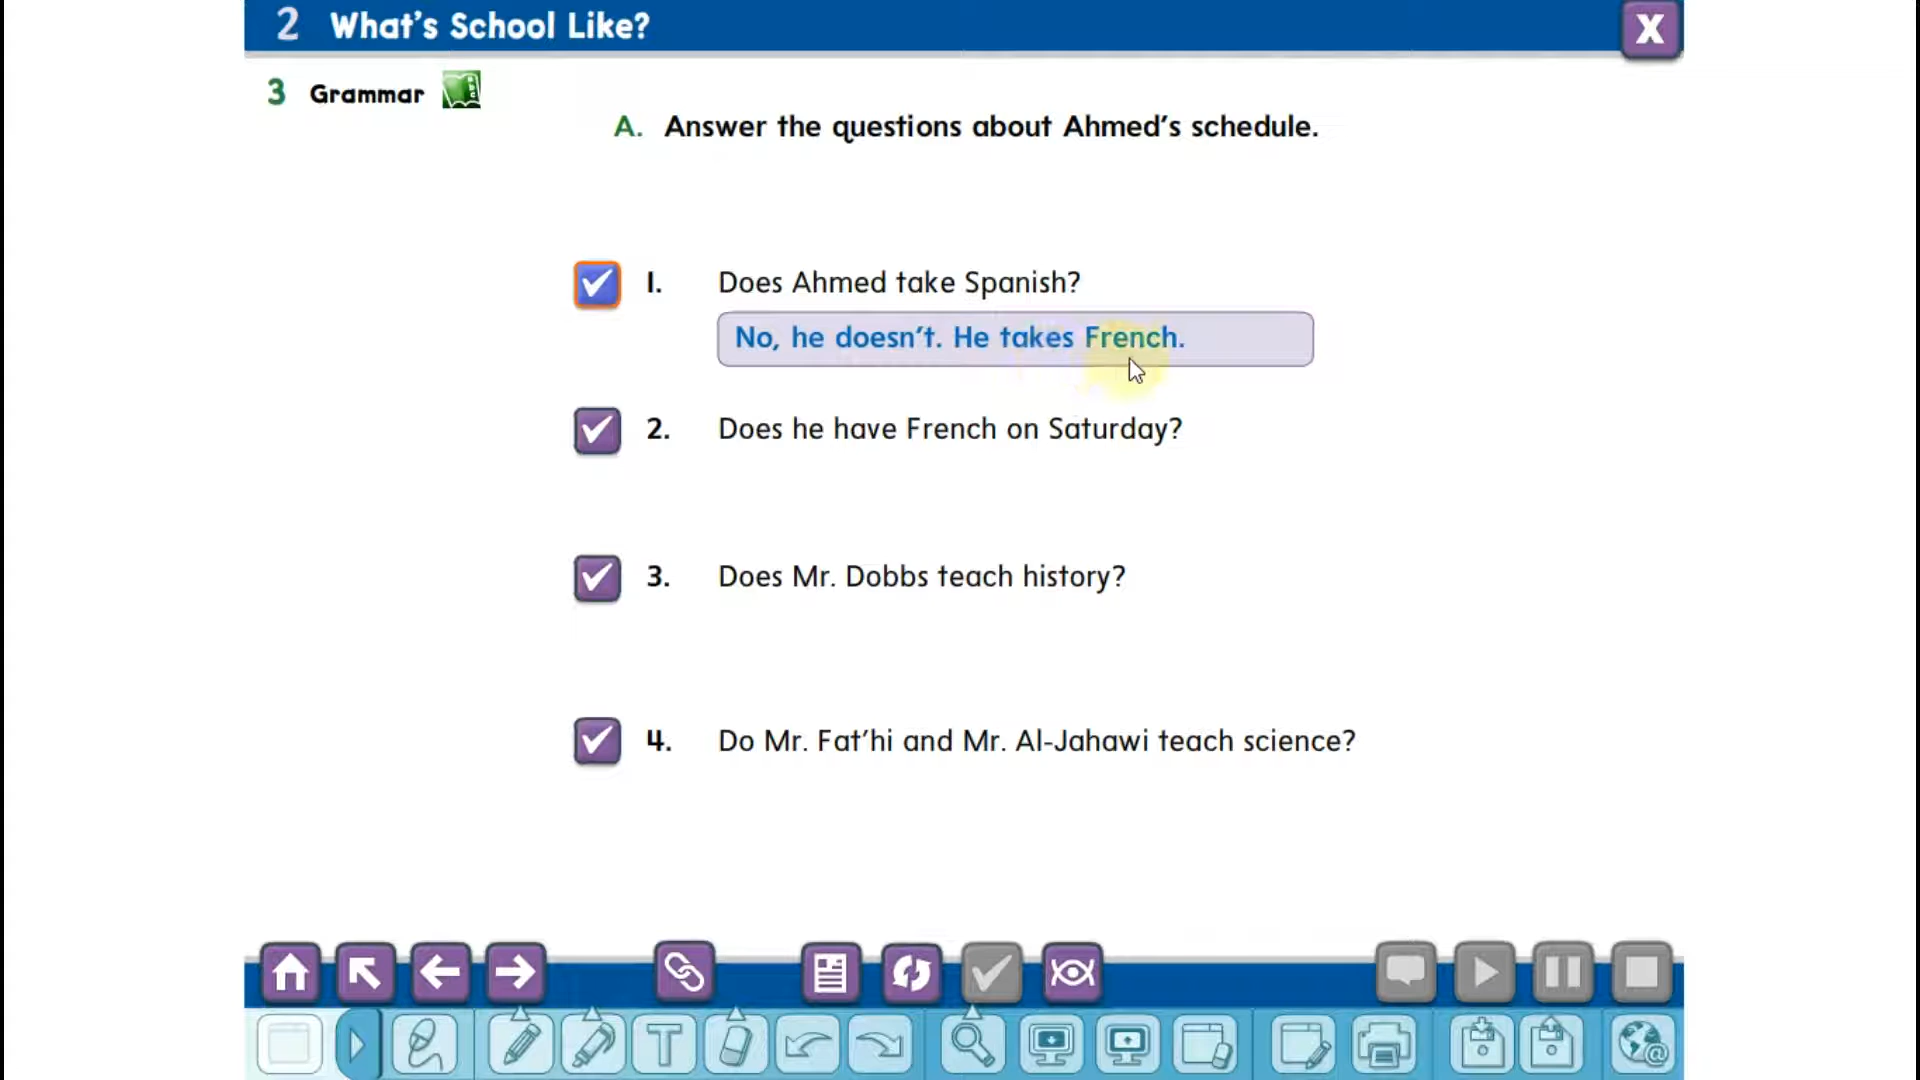 2 What's School Like?
X
3 Grammar
A. Answer the questions about Ahmed's schedule.
1. Does Ahmed take Spanish?
No, he doesn't. He takes French.
2. Does he have French on Saturday?
3. Does Mr. Dobbs teach history?
4. Do Mr. Fat'hi and Mr. Al-Jahawi teach science?
T
@